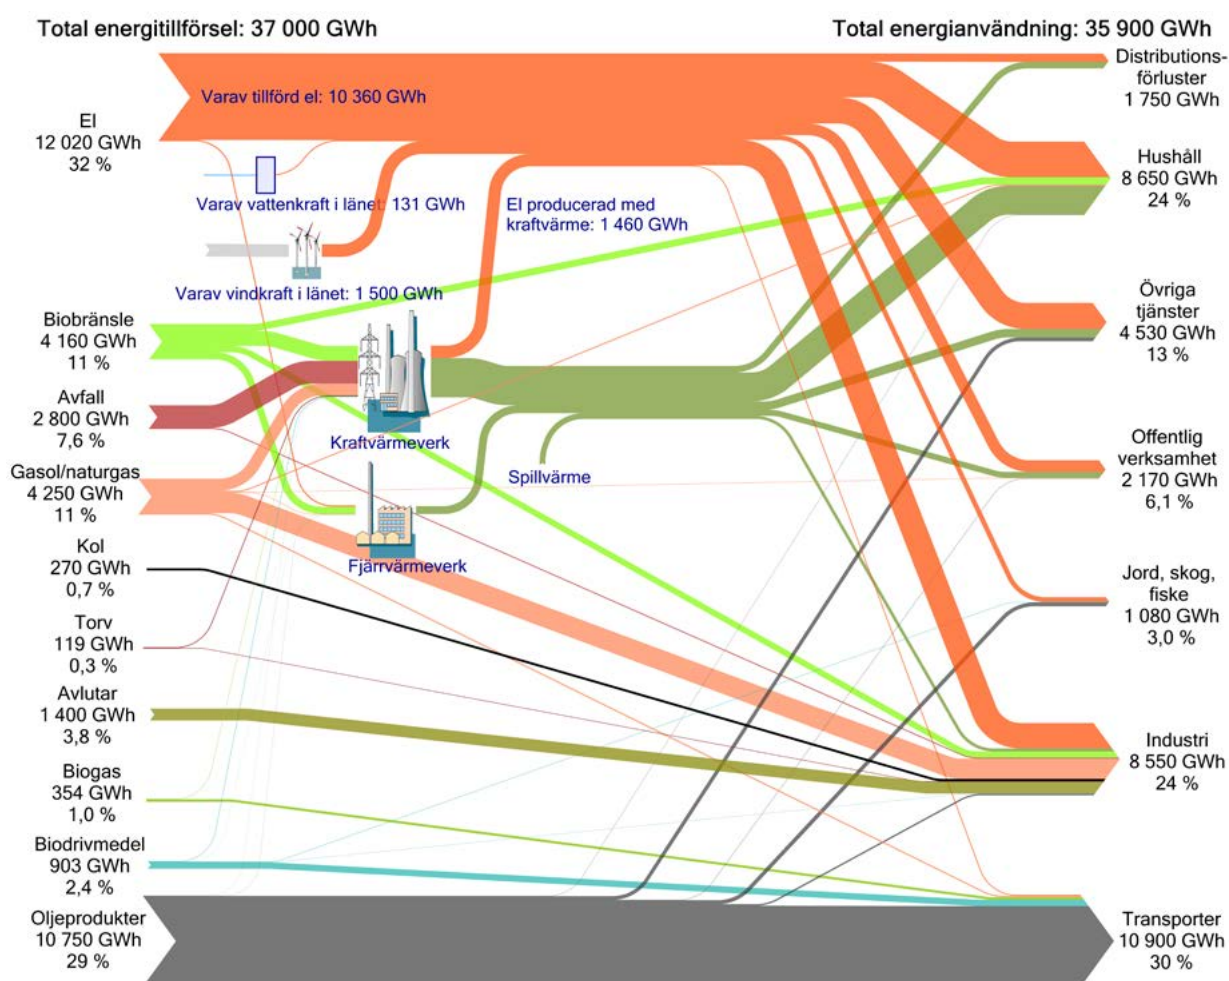 Total energitillförsel: 37 000 GWh
Total energianvändning: 35 900 GWh
El
12 020 GWh
32 %
Varav tillförd el: 10 360 GWh
Varav vattenkraft i länet: 131 GWh
Varav vindkraft i länet: 1 500 GWh
El producerad med
kraftvärme: 1 460 GWh
Biobränsle
4 160 GWh
11 %
Avfall
2 800 GWh
7,6 %
Gasol/naturgas
4 250 GWh
11 %
Kol
270 GWh
0,7 %
Torv
119 GWh
0,3 %
Avlutar
1 400 GWh
3,8 %
Biogas
354 GWh
1,0 %
Biodrivmedel
903 GWh
2,4 %
Oljeprodukter
10 750 GWh
29 %
Kraftvärmeverk
Fjärrvärmeverk
Spillvärme
Distributions-
förluster
1 750 GWh
Hushåll
8 650 GWh
24 %
Övriga
tjänster
4 530 GWh
13 %
Offentlig
verksamhet
2 170 GWh
6,1 %
Jord, skog,
fiske
1 080 GWh
3,0 %
Industri
8 550 GWh
24 %
Transporter
10 900 GWh
30 %